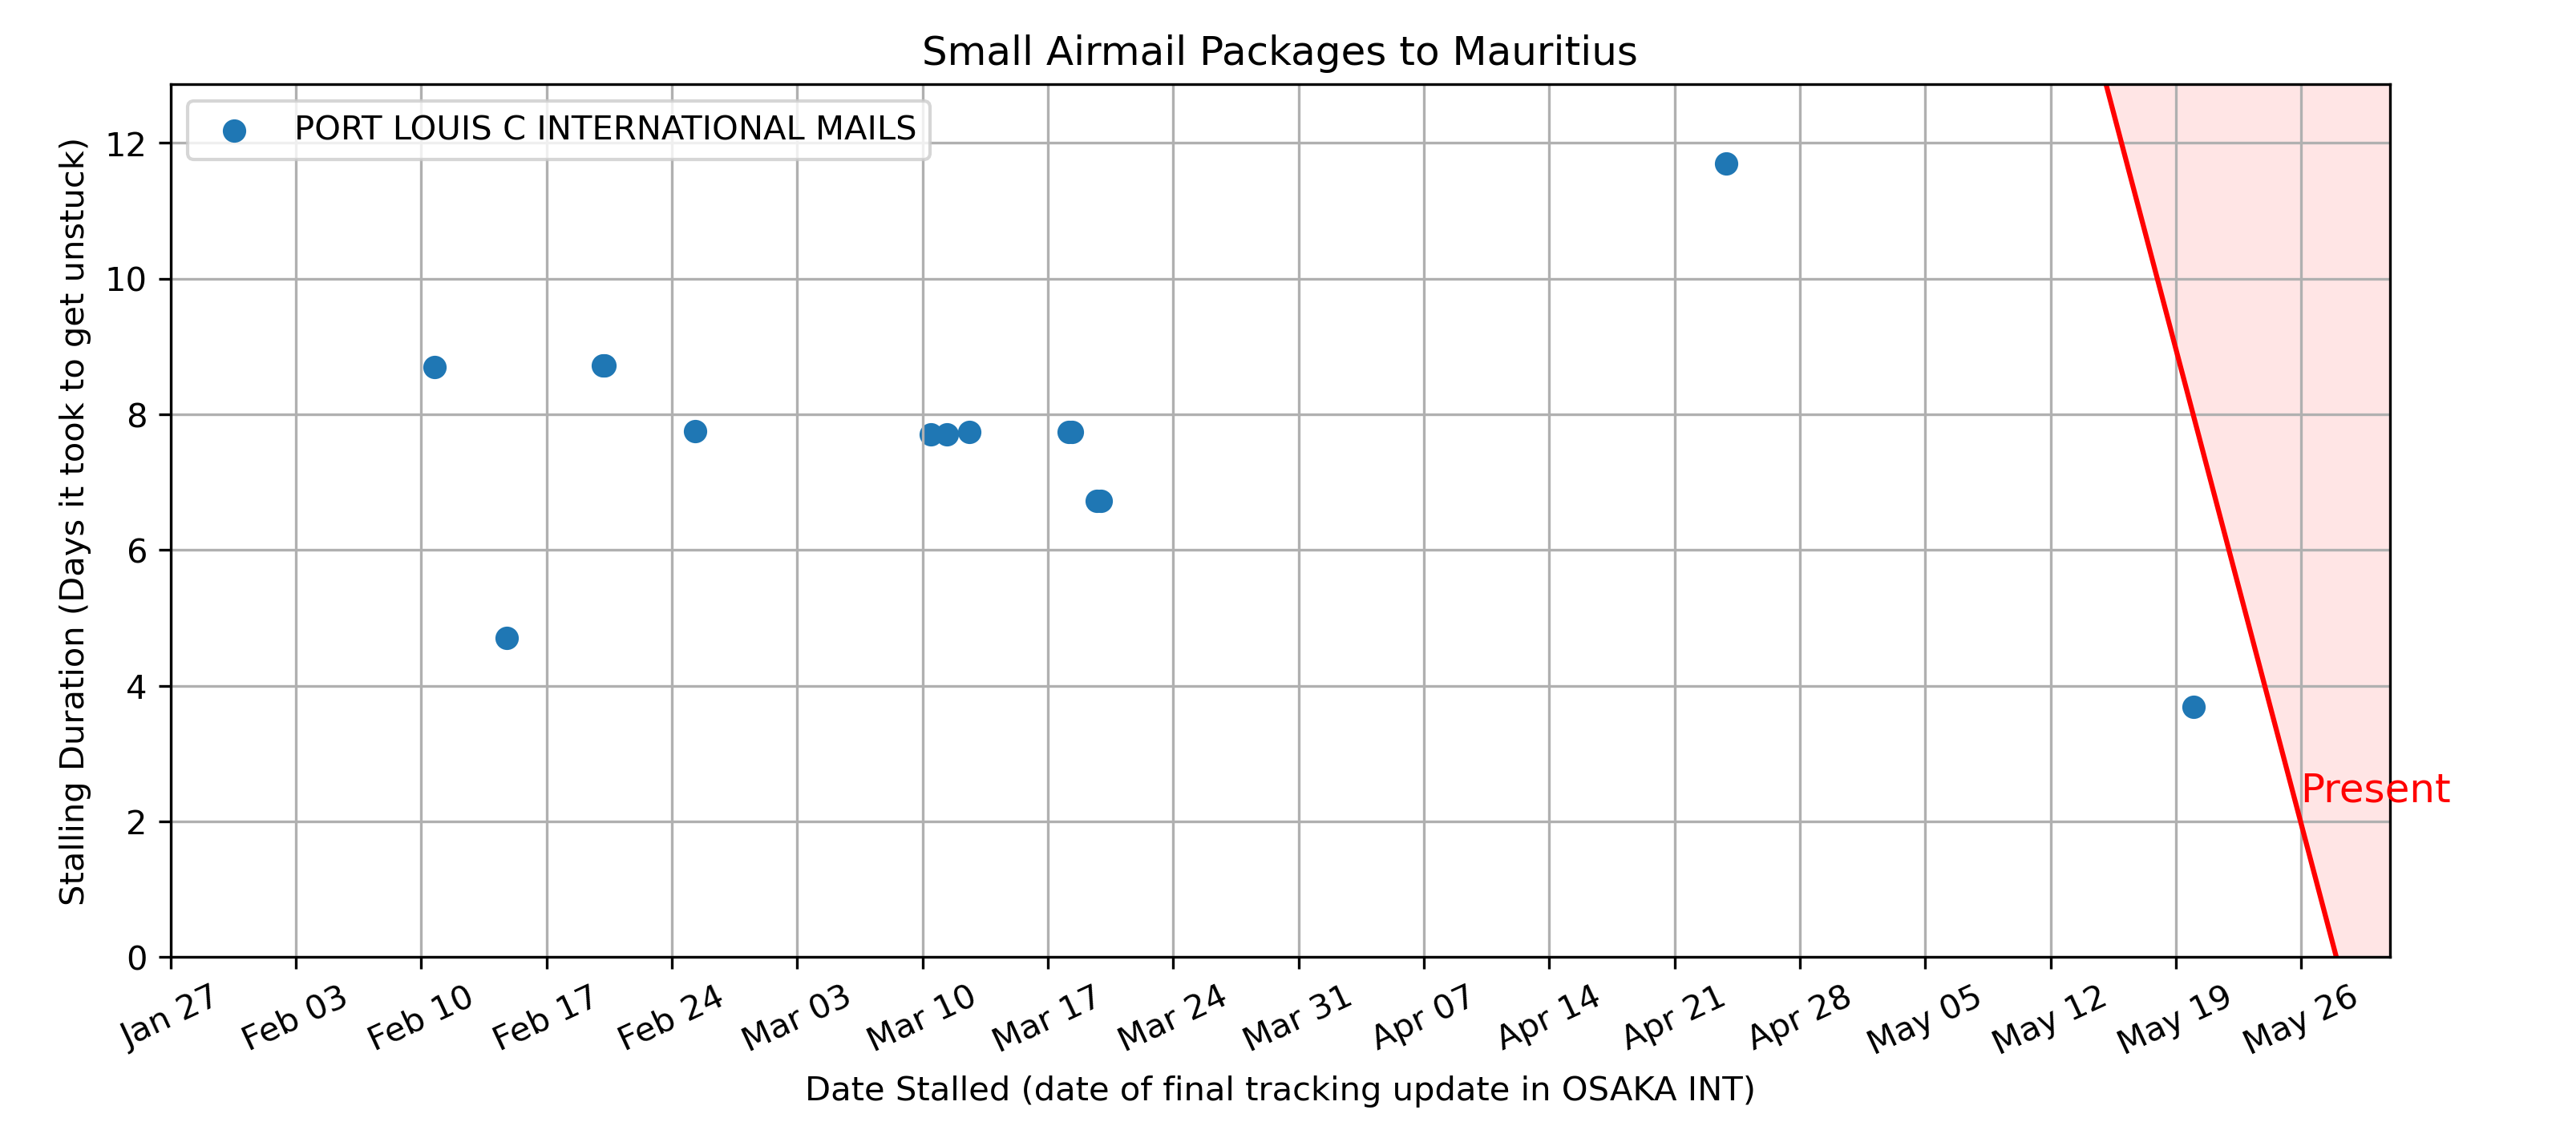 Small Airmail Packages to Mauritius
PORT LOUIS C INTERNATIONAL MAILS
Stalling Duration (Days it took to get unstuck)
12
10
8
6
4
2
0
Present
Jan 27
Feb 03
Feb 10
Feb 17
Feb 24
Mar 03
Mar 10
Mar 17
Mar 24
Mar 31
Apr 07
Apr 14
Apr 21
Apr 28
May 05
May 12
May 19
May 26
Date Stalled (date of final tracking update in OSAKA INT)